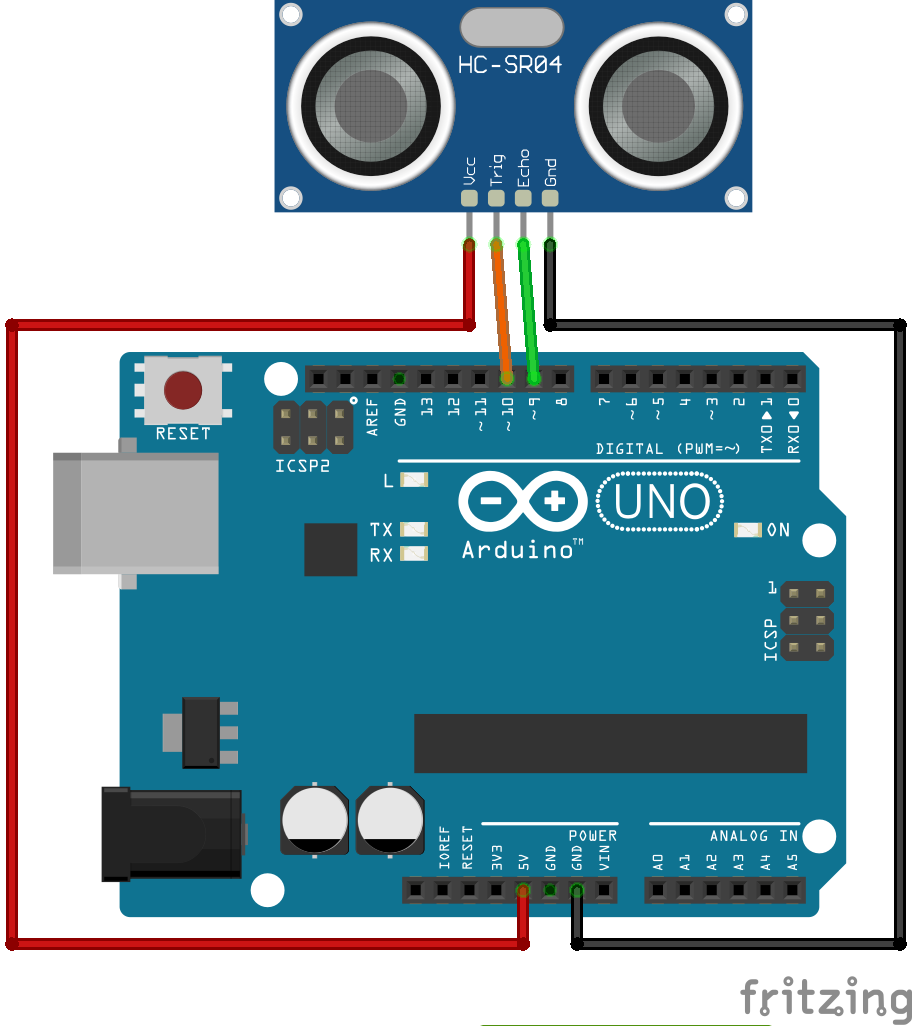 HC-SR04
Vcc
Trig
Echo
Gnd
RESET
ICSP2
AREF
GND
13
12
~11
~10
~9
8
7
~6
~5
4
~3
2
TX0▶1
RX0◀0
DIGITAL (PWM=~)
L
TX
RX
UNO
Arduino™
ON
1
ICSP
IOREF
RESET
3V3
5V
GND
GND
VIN
POWER
ANALOG IN
A0
A1
A2
A3
A4
A5
fritzing